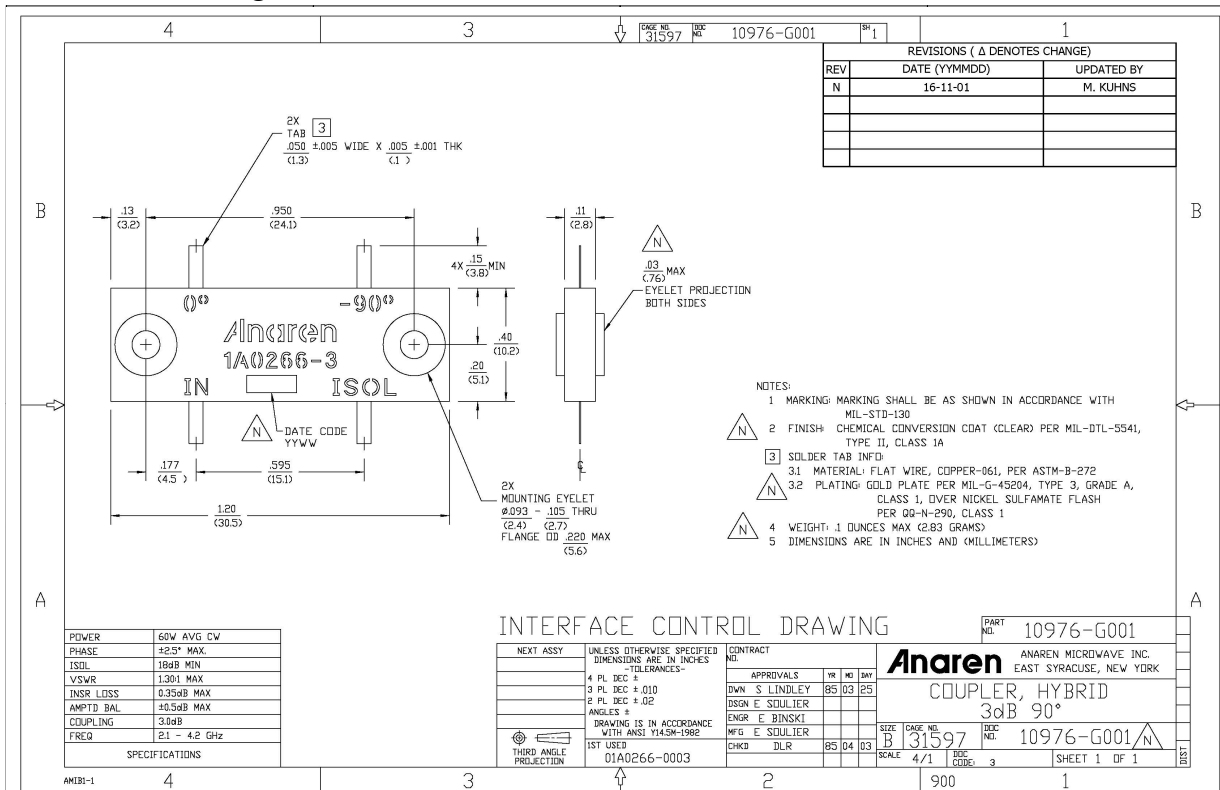 4
3
CAGE NO. 31597 DOC NO. 10976-G001 SH 1
1
REVISIONS ( Δ DENOTES CHANGE)
REV DATE (YYMMDD) UPDATED BY
N 16-11-01 M. KUHNS
2X
TAB 3
.050 ±.005 WIDE X .005 ±.001 THK
(1.3) (.1 )
B
B
.13
(3.2)
.950
(24.1)
.11
(2.8)
N
4X .15 MIN
(3.8)
.03 MAX
(.76)
EYELET PROJECTION
BOTH SIDES
0° -90°
Anaren
1A0266-3
IN ISOL
.40
(10.2)
.20
(5.1)
N
DATE CODE
YYWW
.177
(4.5 )
.595
(15.1)
1.20
(30.5)
℄
2X
MOUNTING EYELET
Ø.093 - .105 THRU
(2.4) (2.7)
FLANGE OD .220 MAX
(5.6)
NOTES:
1 MARKING: MARKING SHALL BE AS SHOWN IN ACCORDANCE WITH
MIL-STD-130
N 2 FINISH: CHEMICAL CONVERSION COAT (CLEAR) PER MIL-DTL-5541,
TYPE II, CLASS 1A
3 SOLDER TAB INFO:
3.1 MATERIAL: FLAT WIRE, COPPER-061, PER ASTM-B-272
N 3.2 PLATING: GOLD PLATE PER MIL-G-45204, TYPE 3, GRADE A,
CLASS 1, OVER NICKEL SULFAMATE FLASH
PER QQ-N-290, CLASS 1
N 4 WEIGHT: .1 OUNCES MAX (2.83 GRAMS)
5 DIMENSIONS ARE IN INCHES AND (MILLIMETERS)
A
A
POWER 60W AVG CW
PHASE ±2.5° MAX.
ISOL 18dB MIN
VSWR 1.30:1 MAX
INSR LOSS 0.35dB MAX
AMPTD BAL ±0.5dB MAX
COUPLING 3.0dB
FREQ 2.1 - 4.2 GHz
SPECIFICATIONS
INTERFACE CONTROL DRAWING
PART NO. 10976-G001
NEXT ASSY
UNLESS OTHERWISE SPECIFIED
DIMENSIONS ARE IN INCHES
-TOLERANCES-
4 PL DEC ±
3 PL DEC ±.010
2 PL DEC ±.02
ANGLES ±
DRAWING IS IN ACCORDANCE
WITH ANSI Y14.5M-1982
1ST USED
01A0266-0003
THIRD ANGLE
PROJECTION
CONTRACT
NO.
APPROVALS YR MO DAY
DWN S LINDLEY 85 03 25
DSGN E SOULIER
ENGR E BINSKI
MFG E SOULIER
CHKD DLR 85 04 03
Anaren
ANAREN MICROWAVE INC.
EAST SYRACUSE, NEW YORK
COUPLER, HYBRID
3dB 90°
SIZE B CAGE NO. 31597 DOC NO. 10976-G001 N
SCALE 4/1 DOC CODE: 3 SHEET 1 OF 1
DIST
AMIB1-1
4
3
2
900
1